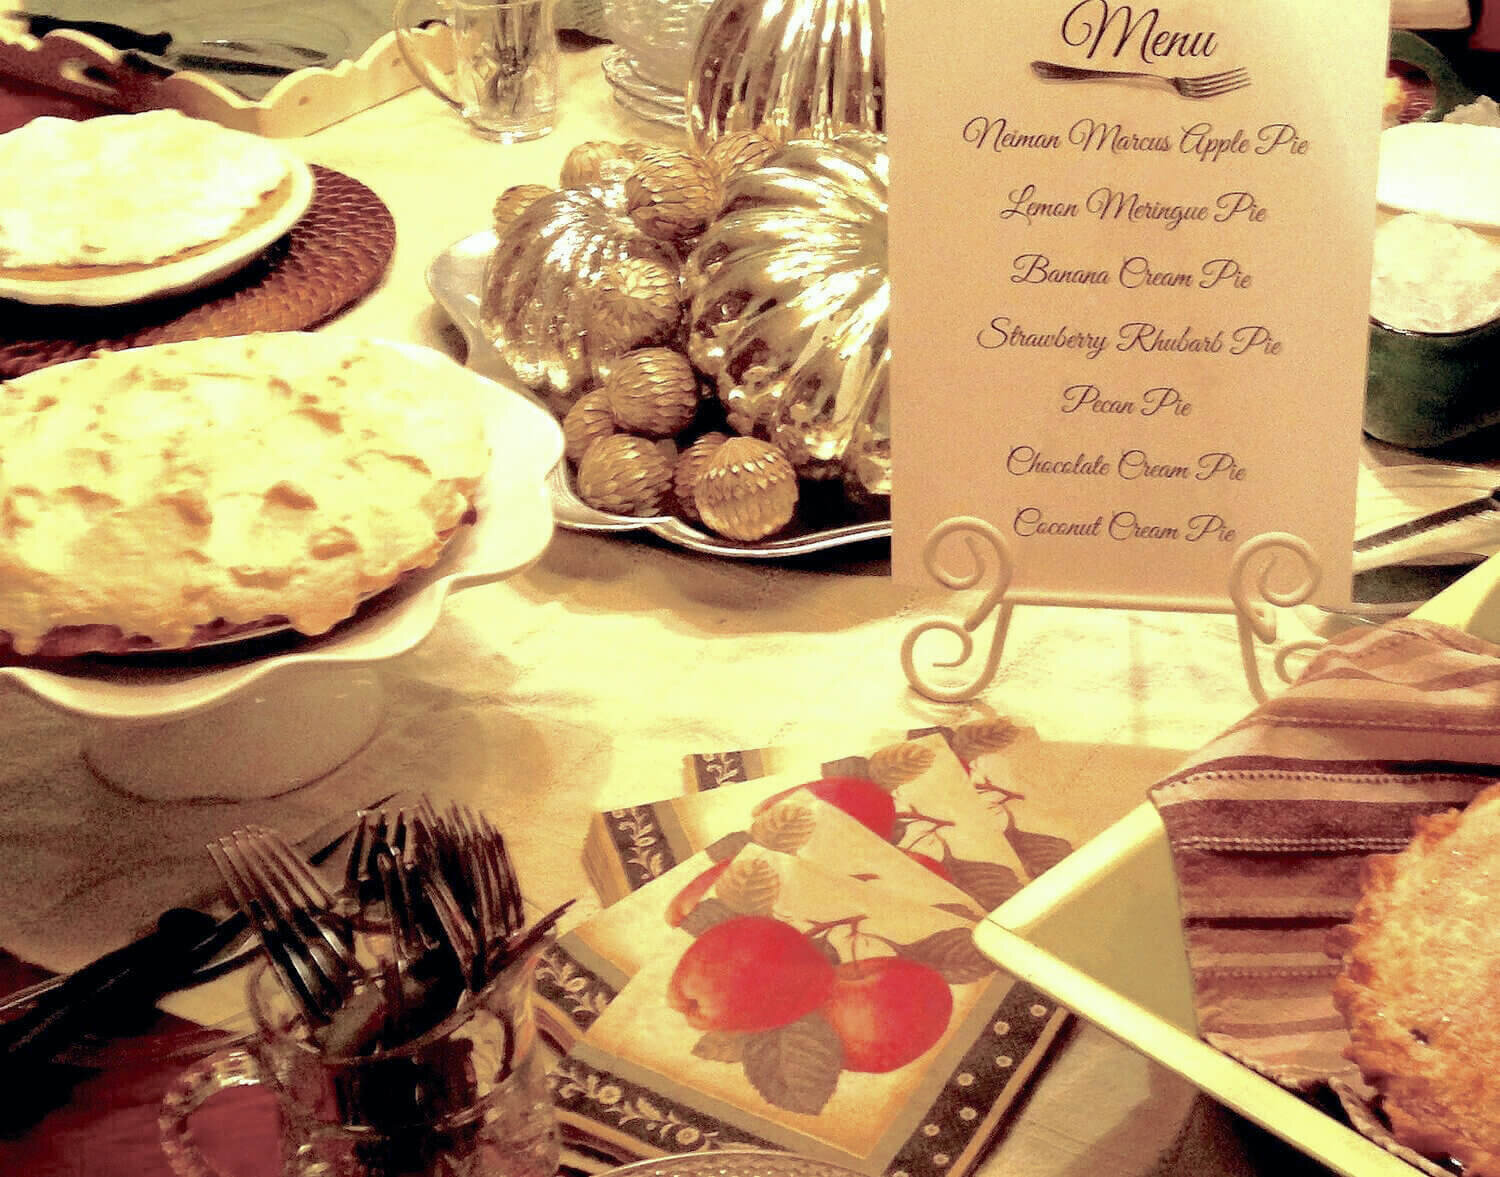 Menu
Neiman Marcus Apple Pie
Lemon Meringue Pie
Banana Cream Pie
Strawberry Rhubarb Pie
Pecan Pie
Chocolate Cream Pie
Coconut Cream Pie